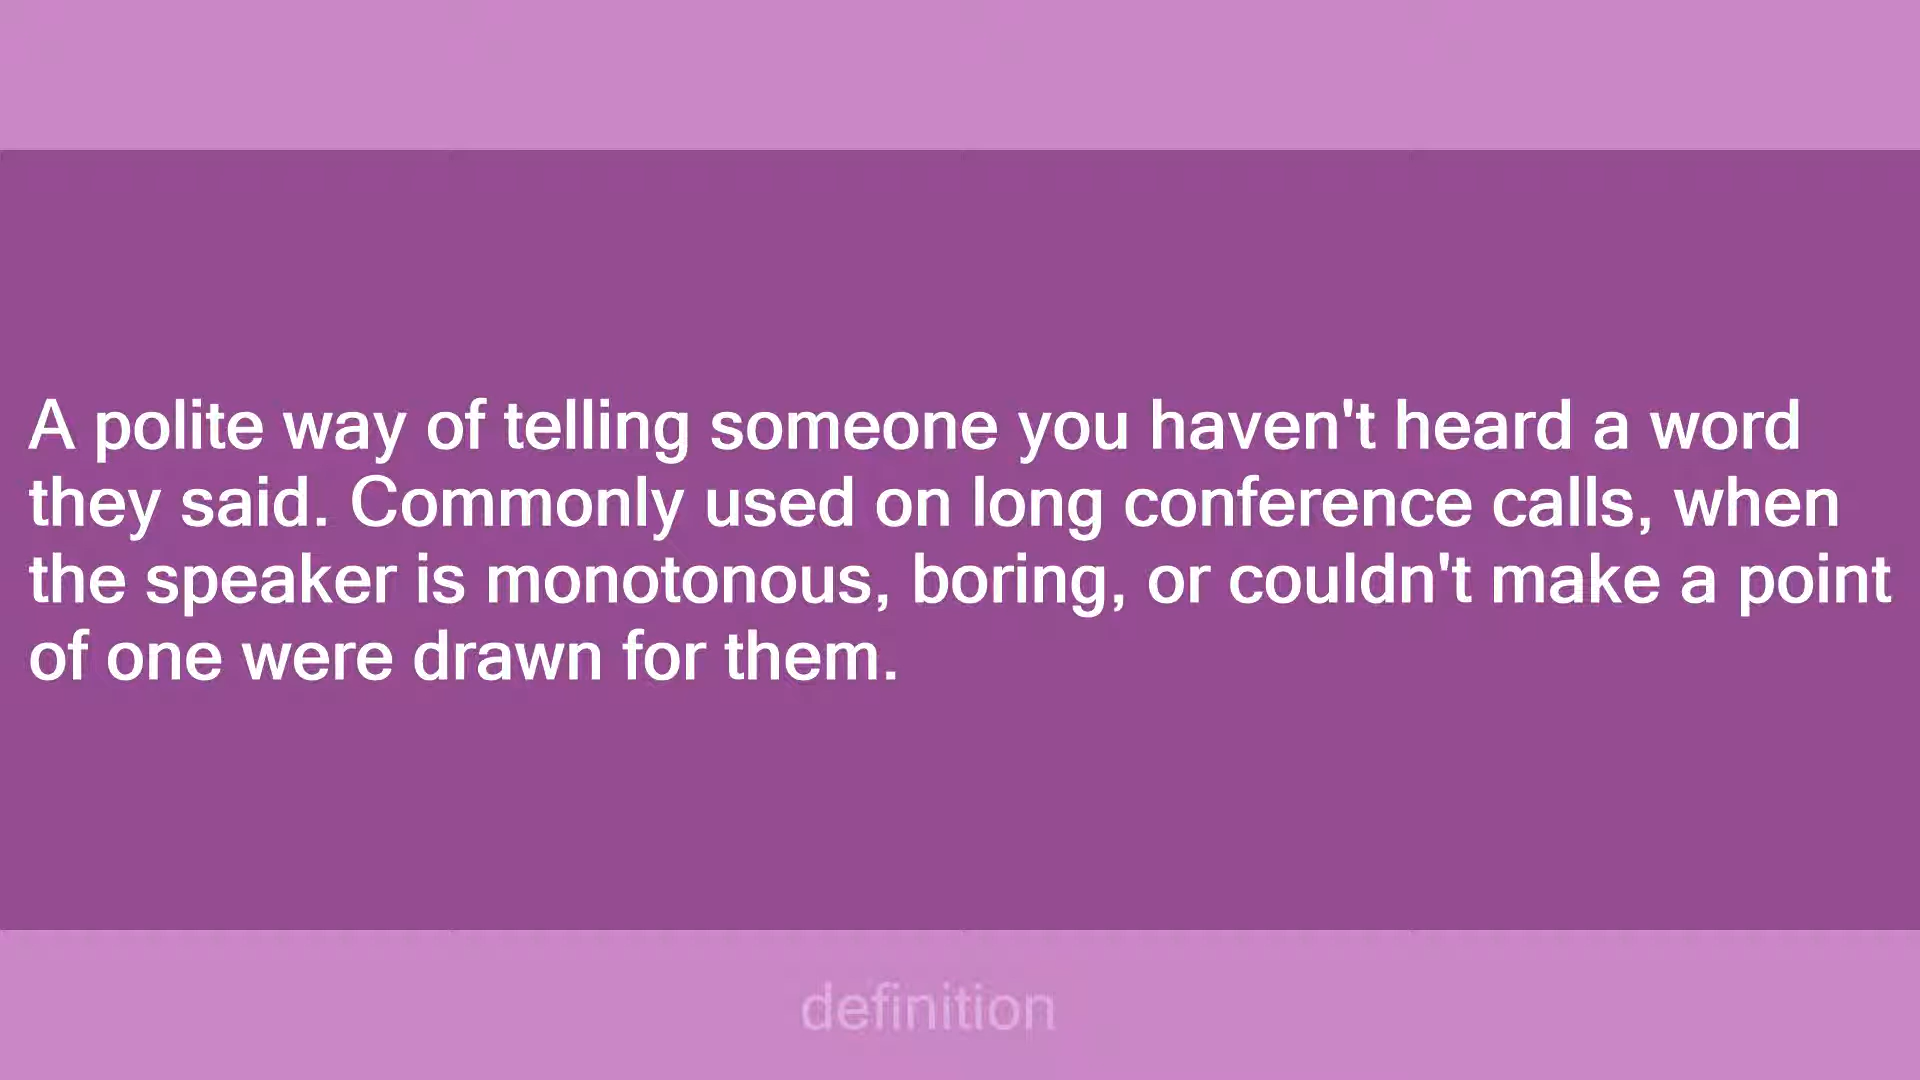 A polite way of telling someone you haven't heard a word
they said. Commonly used on long conference calls, when
the speaker is monotonous, boring, or couldn't make a point
of one were drawn for them.
definition